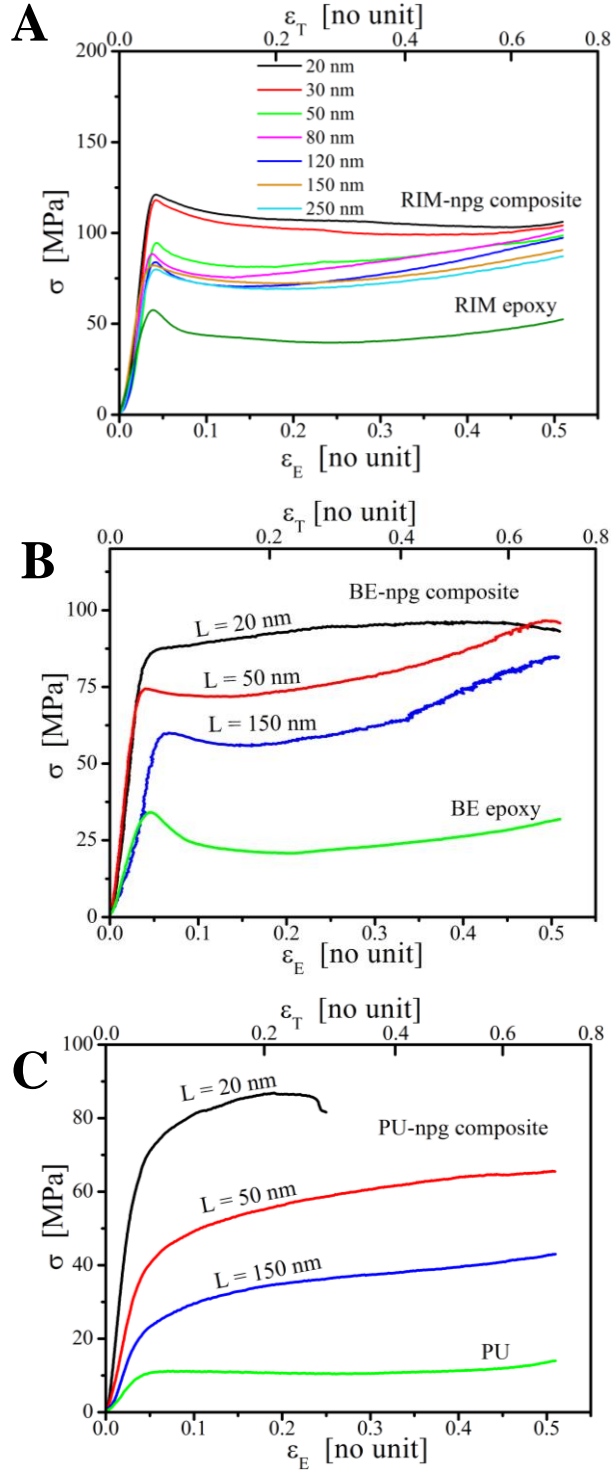 A
ε_T [no unit]
0.0 0.2 0.4 0.6 0.8
200
150
100
50
0
σ [MPa]
20 nm
30 nm
50 nm
80 nm
120 nm
150 nm
250 nm
RIM-npg composite
RIM epoxy
0.0 0.1 0.2 0.3 0.4 0.5
ε_E [no unit]
B
ε_T [no unit]
0.0 0.2 0.4 0.6 0.8
100
75
50
25
0
σ [MPa]
BE-npg composite
L = 20 nm
L = 50 nm
L = 150 nm
BE epoxy
0.0 0.1 0.2 0.3 0.4 0.5
ε_E [no unit]
C
ε_T [no unit]
0.0 0.2 0.4 0.6 0.8
100
80
60
40
20
0
σ [MPa]
L = 20 nm
PU-npg composite
L = 50 nm
L = 150 nm
PU
0.0 0.1 0.2 0.3 0.4 0.5
ε_E [no unit]